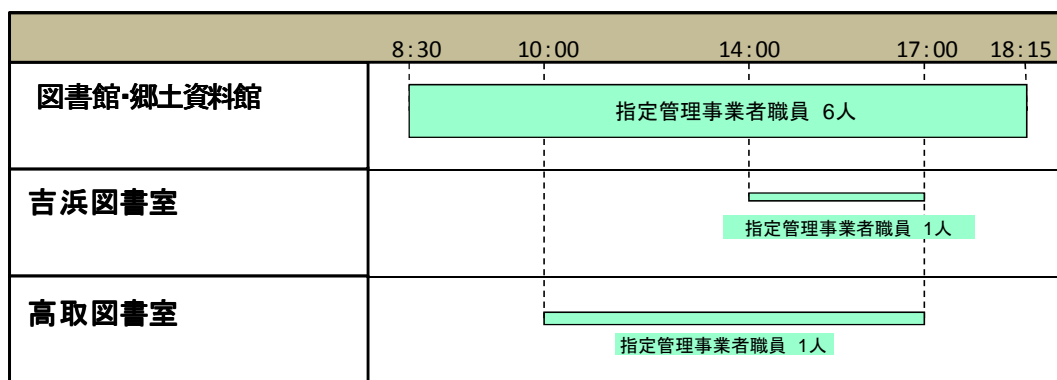 8:30 10:00 14:00 17:00 18:15
図書館・郷土資料館
指定管理事業者職員 6人
吉浜図書室
指定管理事業者職員 1人
高取図書室
指定管理事業者職員 1人